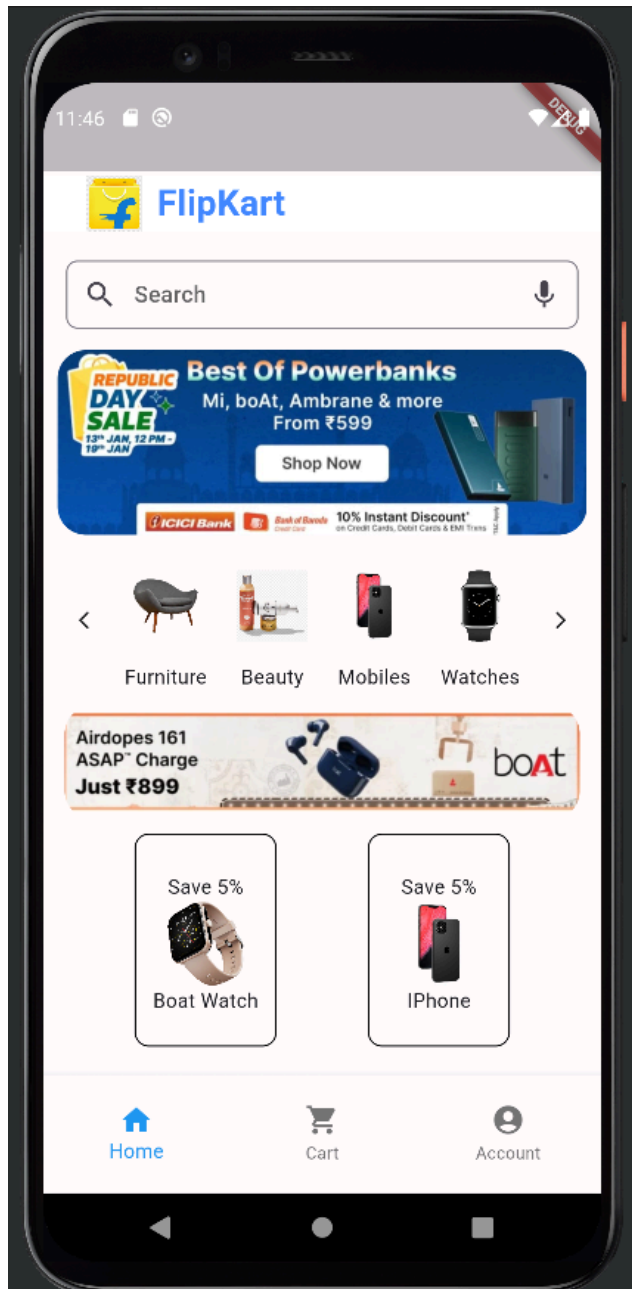 11:46
DEBUG
FlipKart
Search
REPUBLIC
DAY
SALE
13th JAN, 12 PM -
19th JAN
Best Of Powerbanks
Mi, boAt, Ambrane & more
From ₹599
Shop Now
ICICI Bank
Bank of Baroda
Credit Card
10% Instant Discount*
on Credit Cards, Debit Cards & EMI Trxns
Furniture Beauty Mobiles Watches
Airdopes 161
ASAP™ Charge
Just ₹899
boAt
Save 5%
Boat Watch
Save 5%
IPhone
Home Cart Account